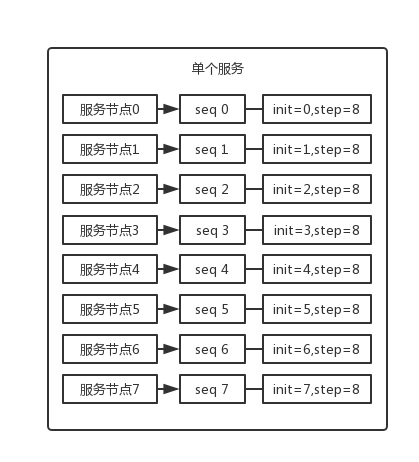 单个服务
服务节点0 seq 0 init=0,step=8
服务节点1 seq 1 init=1,step=8
服务节点2 seq 2 init=2,step=8
服务节点3 seq 3 init=3,step=8
服务节点4 seq 4 init=4,step=8
服务节点5 seq 5 init=5,step=8
服务节点6 seq 6 init=6,step=8
服务节点7 seq 7 init=7,step=8